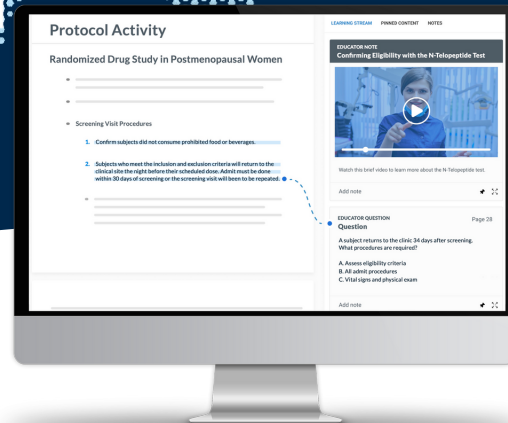 Protocol Activity
Randomized Drug Study in Postmenopausal Women
Screening Visit Procedures
1. Confirm subjects did not consume prohibited food or beverages.
2. Subjects who meet the inclusion and exclusion criteria will return to the
clinical site the night before their scheduled dose. Admit must be done
within 30 days of screening or the screening visit will been to be repeated.
LEARNING STREAM PINNED CONTENT NOTES
EDUCATOR NOTE
Confirming Eligibility with the N-Telopeptide Test
Watch this brief video to learn more about the N-Telopeptide test.
Add note
EDUCATOR QUESTION Page 28
Question
A subject returns to the clinic 34 days after screening.
What procedures are required?
A. Assess eligibility criteria
B. All admit procedures
C. Vital signs and physical exam
Add note